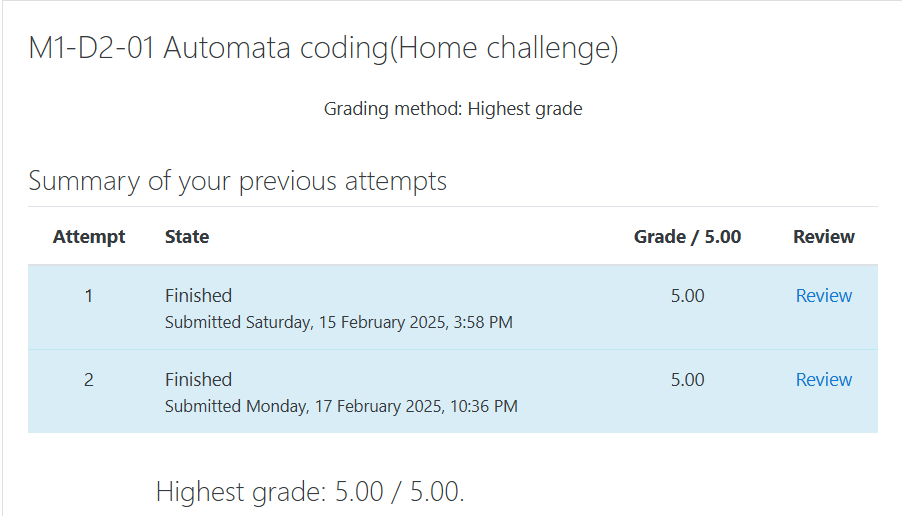 M1-D2-01 Automata coding(Home challenge)
Grading method: Highest grade
Summary of your previous attempts
Attempt State Grade / 5.00 Review
1 Finished 5.00 Review
Submitted Saturday, 15 February 2025, 3:58 PM
2 Finished 5.00 Review
Submitted Monday, 17 February 2025, 10:36 PM
Highest grade: 5.00 / 5.00.